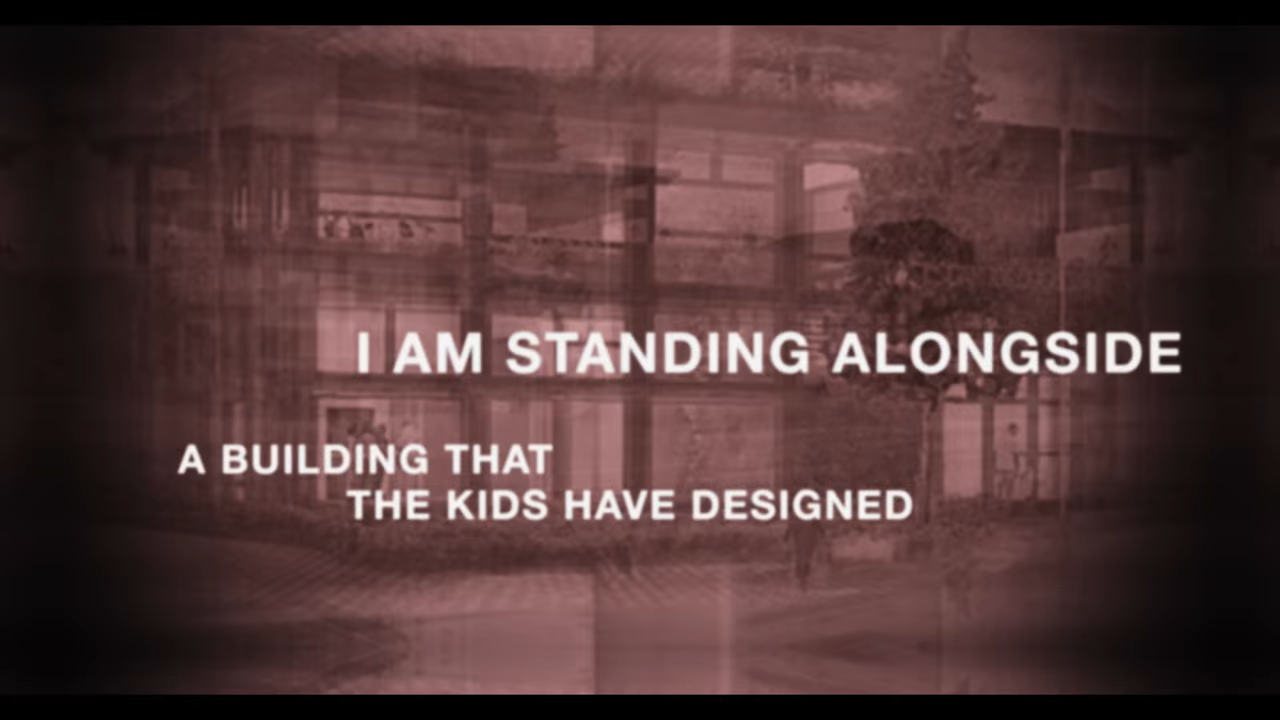 I AM STANDING ALONGSIDE
A BUILDING THAT
THE KIDS HAVE DESIGNED